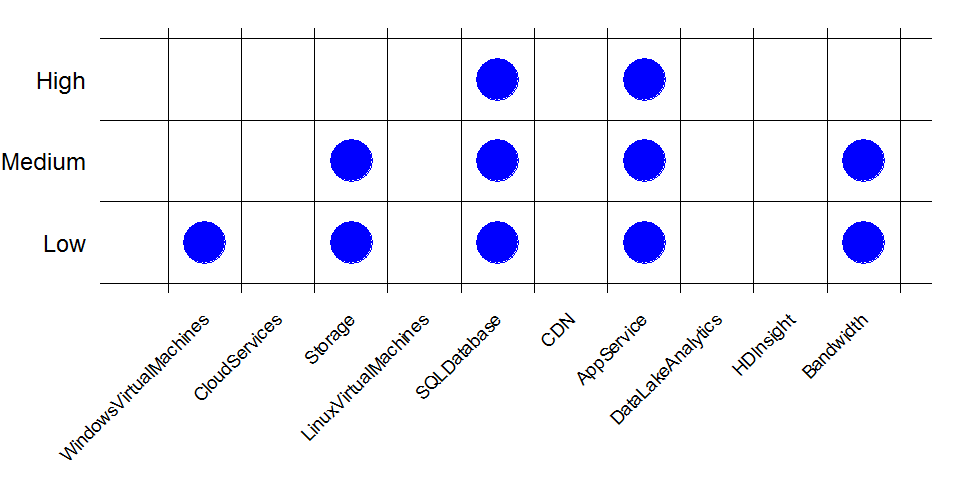 High
Medium
Low
WindowsVirtualMachines
CloudServices
Storage
LinuxVirtualMachines
SQLDatabase
CDN
AppService
DataLakeAnalytics
HDInsight
Bandwidth